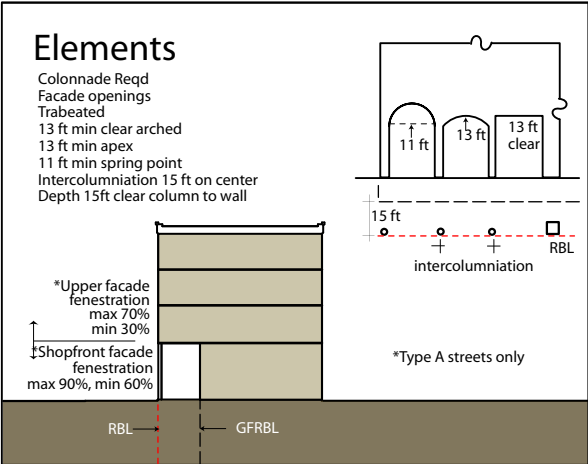 Elements
Colonnade Reqd
Facade openings
Trabeated
13 ft min clear arched
13 ft min apex
11 ft min spring point
Intercolumniation 15 ft on center
Depth 15ft clear column to wall
11 ft
13 ft
13 ft
clear
15 ft
RBL
intercolumniation
*Upper facade
fenestration
max 70%
min 30%
*Shopfront facade
fenestration
max 90%, min 60%
*Type A streets only
RBL
GFRBL